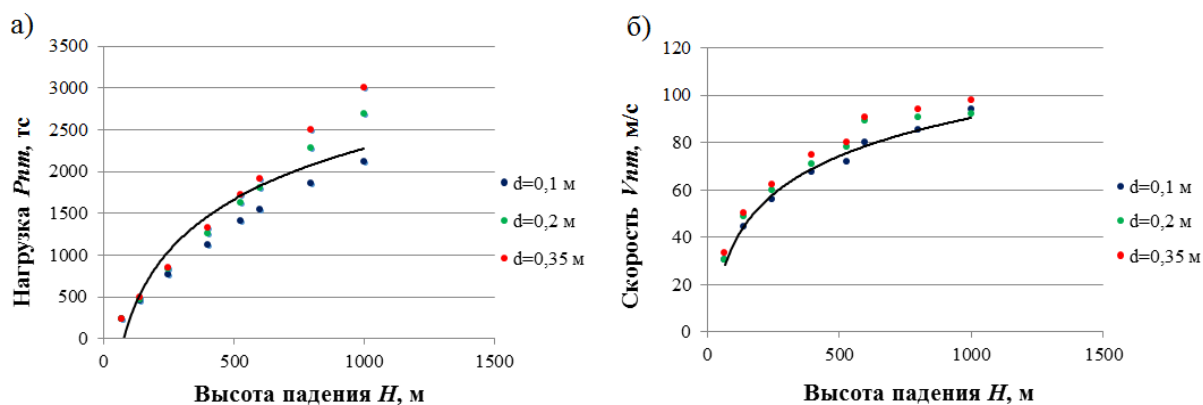 а)
3500
3000
2500
2000
1500
1000
500
0
Нагрузка Pпт, тс
0 500 1000 1500
Высота падения H, м
d=0,1 м
d=0,2 м
d=0,35 м
б)
120
100
80
60
40
20
0
Скорость Vпт, м/с
0 500 1000 1500
Высота падения H, м
d=0,1 м
d=0,2 м
d=0,35 м